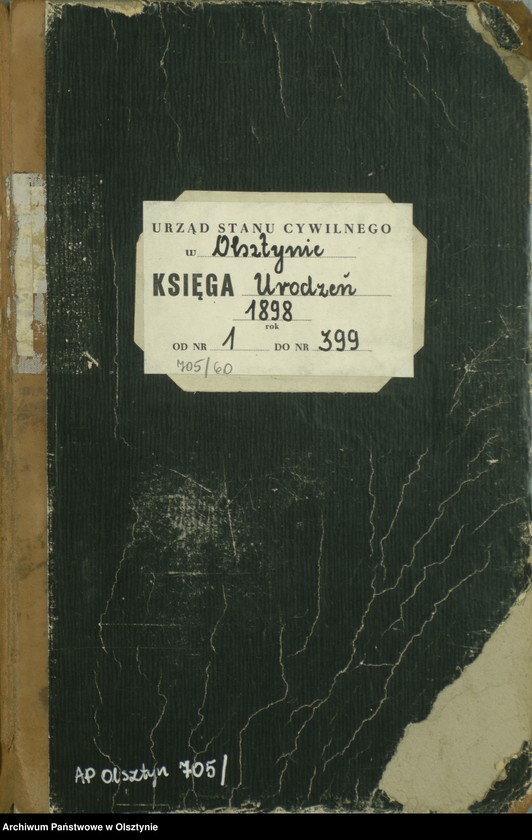 URZĄD STANU CYWILNEGO
w Olsztynie
KSIĘGA Urodzeń
1898
rok
OD NR 1 DO NR 399
705/60
AP Olsztyn 705/
Archiwum Państwowe w Olsztynie